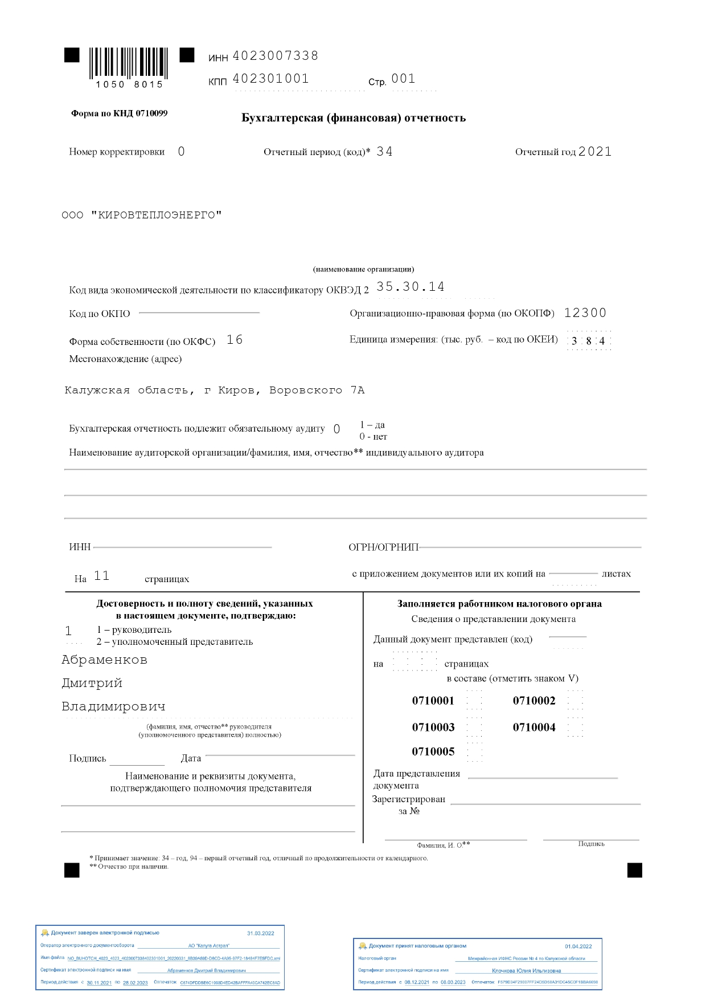 ИНН 4023007338
1050 8015
КПП 402301001 Стр. 001
Форма по КНД 0710099
Бухгалтерская (финансовая) отчетность
Номер корректировки 0 Отчетный период (код)* 34 Отчетный год 2021
ООО "КИРОВТЕПЛОЭНЕРГО"
(наименование организации)
Код вида экономической деятельности по классификатору ОКВЭД 2 35.30.14
Код по ОКПО Организационно-правовая форма (по ОКОПФ) 12300
Форма собственности (по ОКФС) 16 Единица измерения: (тыс. руб. – код по ОКЕИ) 3 8 4
Местонахождение (адрес)
Калужская область, г Киров, Воровского 7А
Бухгалтерская отчетность подлежит обязательному аудиту 0 1 – да
0 - нет
Наименование аудиторской организации/фамилия, имя, отчество** индивидуального аудитора
ИНН ОГРН/ОГРНИП
На 11 страницах с приложением документов или их копий на листах
Достоверность и полноту сведений, указанных
в настоящем документе, подтверждаю:
1 1 – руководитель
2 – уполномоченный представитель
Абраменков
Дмитрий
Владимирович
(фамилия, имя, отчество** руководителя
(уполномоченного представителя) полностью)
Подпись Дата
Наименование и реквизиты документа,
подтверждающего полномочия представителя
Заполняется работником налогового органа
Сведения о представлении документа
Данный документ представлен (код)
на страницах
в составе (отметить знаком V)
0710001 0710002
0710003 0710004
0710005
Дата представления
документа
Зарегистрирован
за №
Фамилия, И. О.** Подпись
* Принимает значение: 34 – год, 94 – первый отчетный год, отличный по продолжительности от календарного.
** Отчество при наличии.
Документ заверен электронной подписью 31.03.2022
Оператор электронного документооборота АО "Калуга Астрал"
Имя файла NO_BUHOTCH_4023_4023_4023007338402301001_20220331_8B39A59D-D6CD-4A95-97F2-18484F7E5FDC.xml
Сертификат электронной подписи на имя Абраменков Дмитрий Владимирович
Период действия с 30.11.2021 по 28.02.2023 Отпечаток
Документ принят налоговым органом 01.04.2022
Налоговый орган Межрайонная ИФНС России № 4 по Калужской области
Сертификат электронной подписи на имя Клочкова Юлия Ильгизовна
Период действия с 08.12.2021 по 08.03.2023 Отпечаток